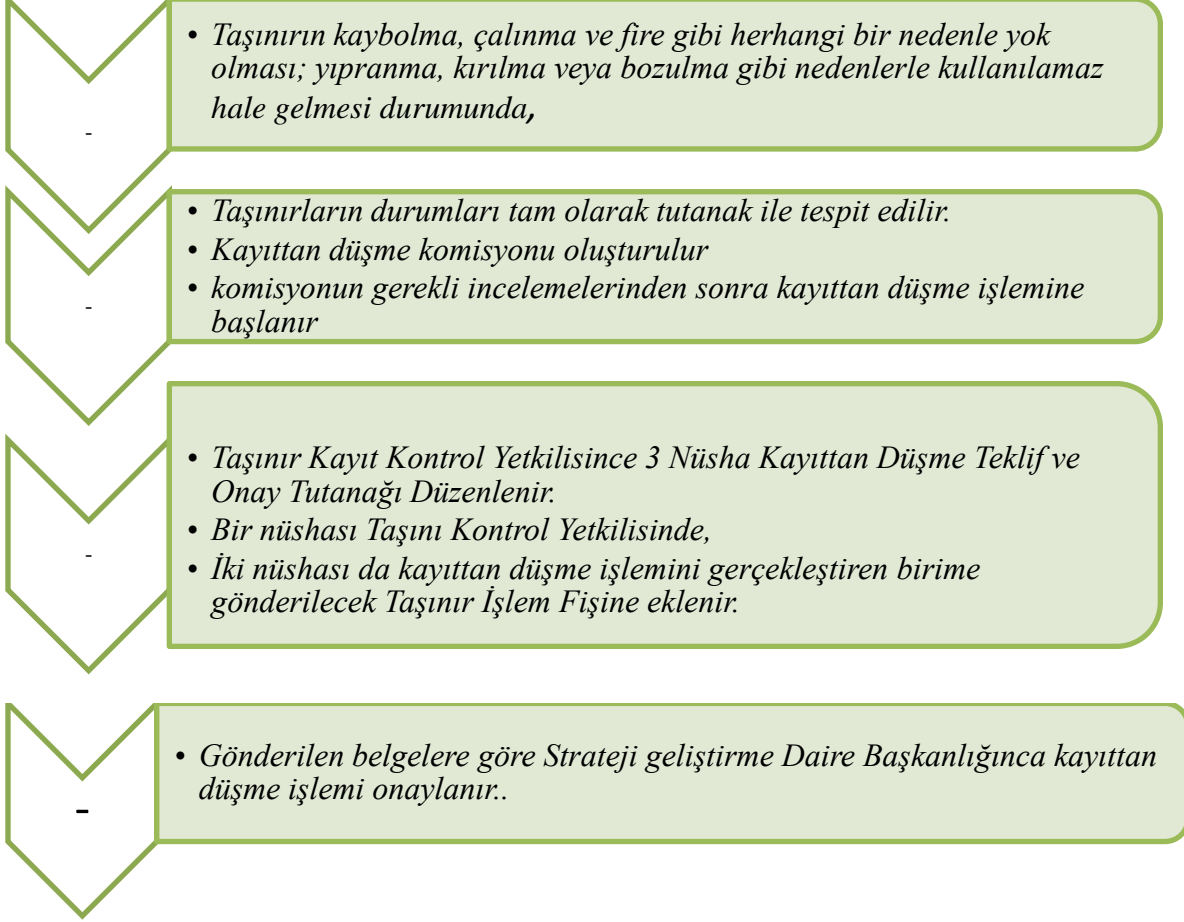 -
• Taşınırın kaybolma, çalınma ve fire gibi herhangi bir nedenle yok
olması; yıpranma, kırılma veya bozulma gibi nedenlerle kullanılamaz
hale gelmesi durumunda,
-
• Taşınırların durumları tam olarak tutanak ile tespit edilir.
• Kayıttan düşme komisyonu oluşturulur
• komisyonun gerekli incelemelerinden sonra kayıttan düşme işlemine
başlanır
-
• Taşınır Kayıt Kontrol Yetkilisince 3 Nüsha Kayıttan Düşme Teklif ve
Onay Tutanağı Düzenlenir.
• Bir nüshası Taşını Kontrol Yetkilisinde,
• İki nüshası da kayıttan düşme işlemini gerçekleştiren birime
gönderilecek Taşınır İşlem Fişine eklenir.
-
• Gönderilen belgelere göre Strateji geliştirme Daire Başkanlığınca kayıttan
düşme işlemi onaylanır..